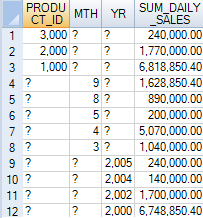 PRODUCT_ID MTH YR SUM_DAILY_SALES
1 3,000 ? ? 240,000.00
2 2,000 ? ? 1,770,000.00
3 1,000 ? ? 6,818,850.40
4 ? 9 ? 1,628,850.40
5 ? 8 ? 890,000.00
6 ? 5 ? 200,000.00
7 ? 4 ? 5,070,000.00
8 ? 3 ? 1,040,000.00
9 ? ? 2,005 240,000.00
10 ? ? 2,004 140,000.00
11 ? ? 2,002 1,700,000.00
12 ? ? 2,000 6,748,850.40